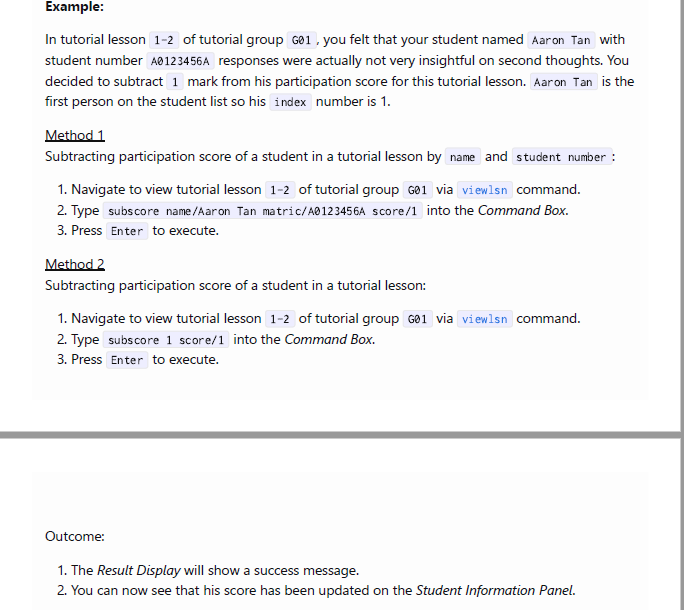 Example:
In tutorial lesson 1-2 of tutorial group G01 , you felt that your student named Aaron Tan with
student number A0123456A responses were actually not very insightful on second thoughts. You
decided to subtract 1 mark from his participation score for this tutorial lesson. Aaron Tan is the
first person on the student list so his index number is 1.
Method 1
Subtracting participation score of a student in a tutorial lesson by name and student number :
1. Navigate to view tutorial lesson 1-2 of tutorial group G01 via viewlsn command.
2. Type subscore name/Aaron Tan matric/A0123456A score/1 into the Command Box.
3. Press Enter to execute.
Method 2
Subtracting participation score of a student in a tutorial lesson:
1. Navigate to view tutorial lesson 1-2 of tutorial group G01 via viewlsn command.
2. Type subscore 1 score/1 into the Command Box.
3. Press Enter to execute.
Outcome:
1. The Result Display will show a success message.
2. You can now see that his score has been updated on the Student Information Panel.